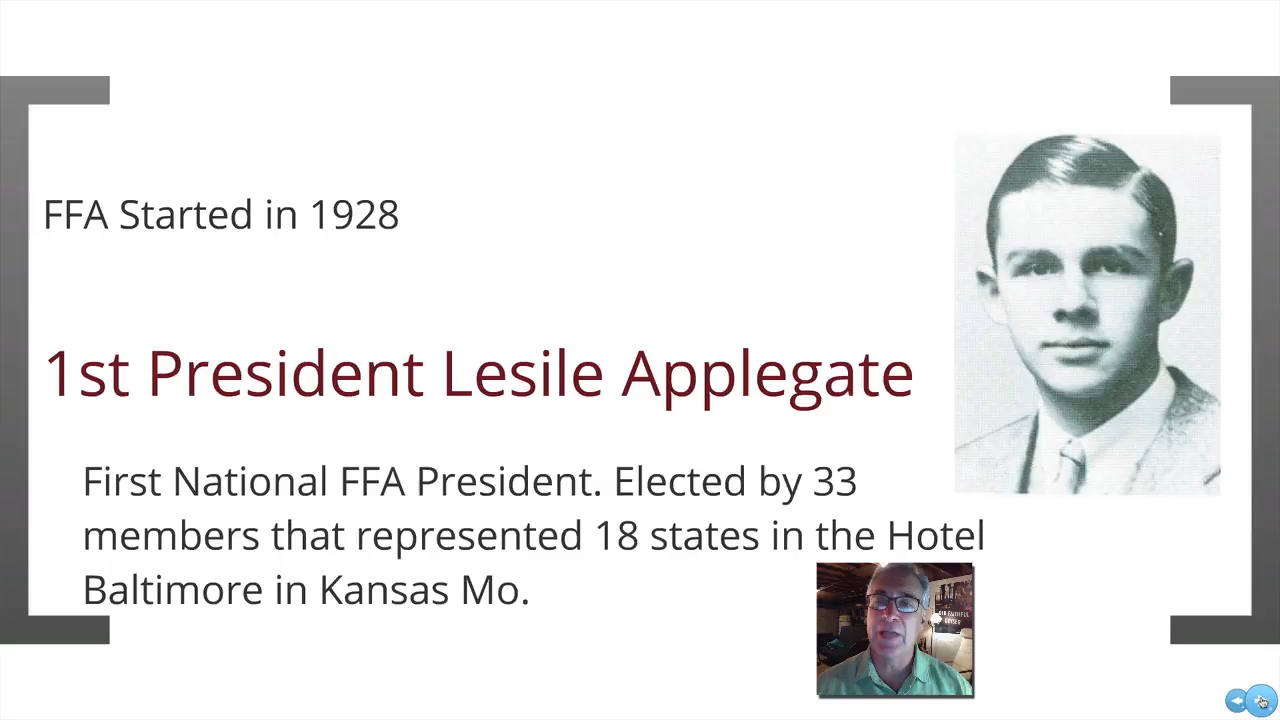 FFA Started in 1928
1st President Lesile Applegate
First National FFA President. Elected by 33
members that represented 18 states in the Hotel
Baltimore in Kansas Mo.